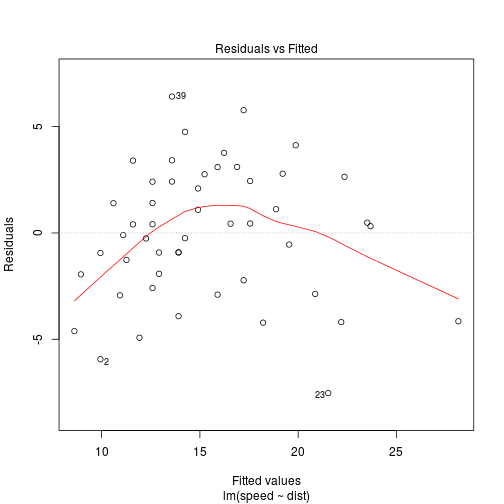 Residuals vs Fitted
Residuals
5
0
-5
39
2
23
10
15
20
25
Fitted values
lm(speed ~ dist)